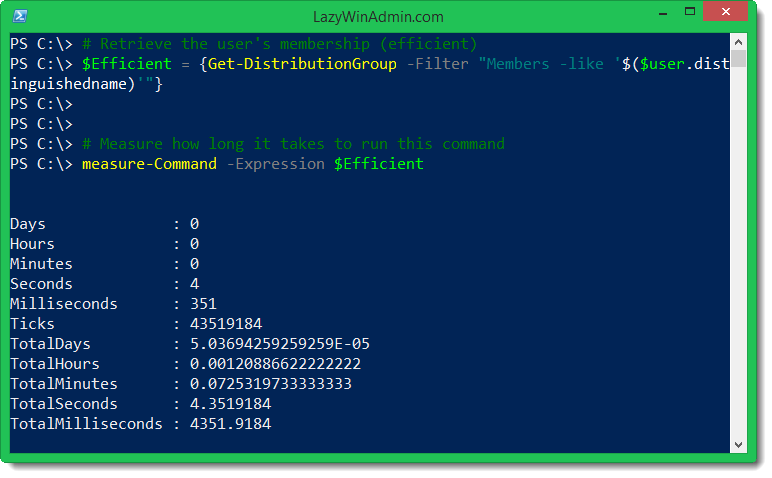 LazyWinAdmin.com
PS C:\> # Retrieve the user's membership (efficient)
PS C:\> $Efficient = {Get-DistributionGroup -Filter "Members -like '$($user.dist
inguishedname)'"}
PS C:\>
PS C:\>
PS C:\> # Measure how long it takes to run this command
PS C:\> measure-Command -Expression $Efficient
Days : 0
Hours : 0
Minutes : 0
Seconds : 4
Milliseconds : 351
Ticks : 43519184
TotalDays : 5.03694259259259E-05
TotalHours : 0.00120886622222222
TotalMinutes : 0.0725319733333333
TotalSeconds : 4.3519184
TotalMilliseconds : 4351.9184